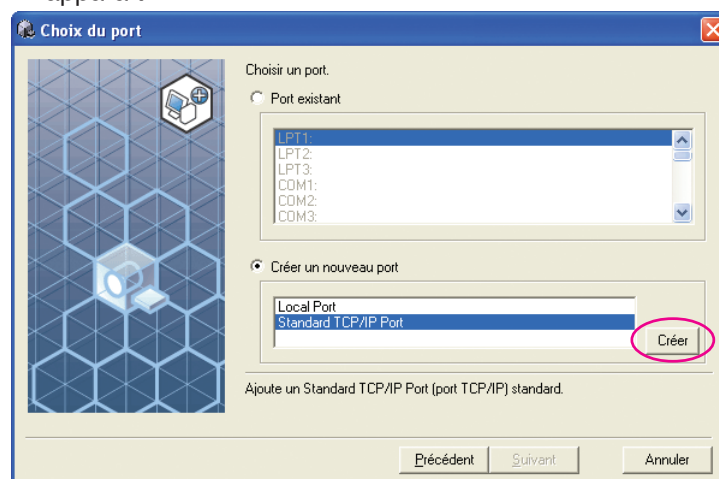 Choix du port
Choisir un port.
Port existant
LPT1:
LPT2:
LPT3:
COM1:
COM2:
COM3:
Créer un nouveau port
Local Port
Standard TCP/IP Port
Créer
Ajoute un Standard TCP/IP Port (port TCP/IP) standard.
Précédent
Suivant
Annuler